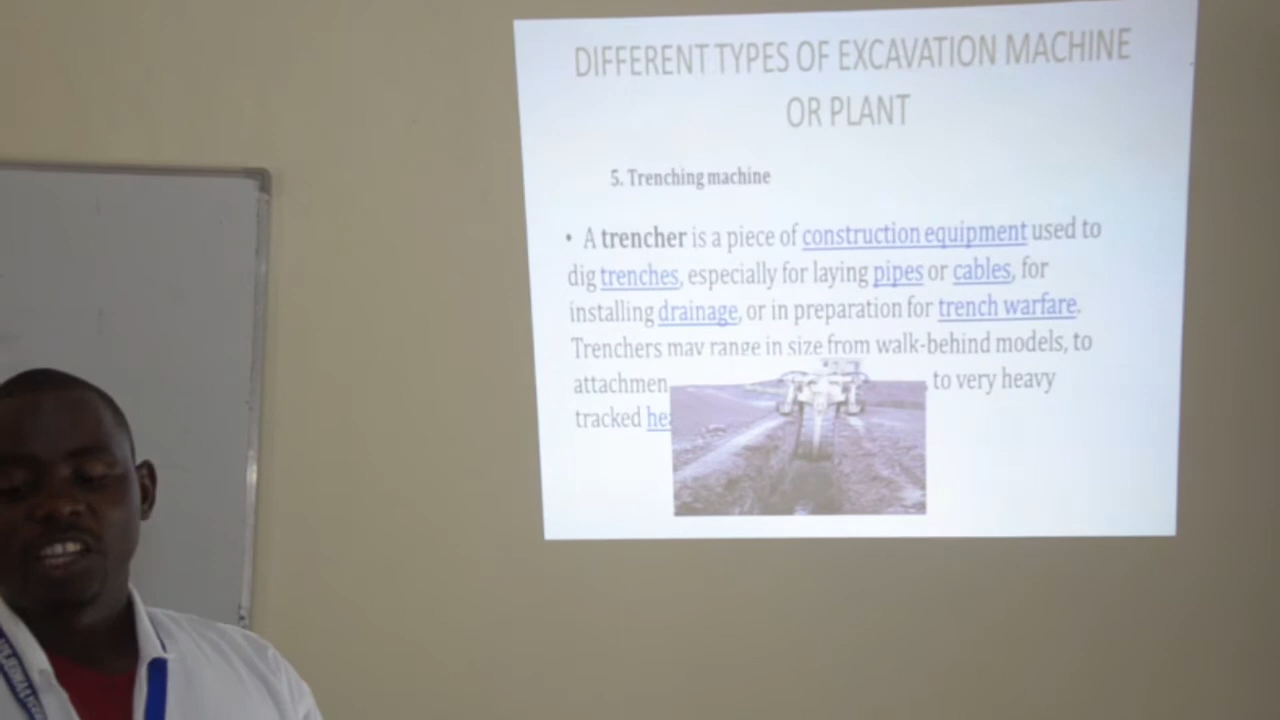 DIFFERENT TYPES OF EXCAVATION MACHINE
OR PLANT
5. Trenching machine
• A trencher is a piece of construction equipment used to
dig trenches, especially for laying pipes or cables, for
installing drainage, or in preparation for trench warfare.
Trenchers may range in size from walk-behind models, to
attachmen , to very heavy
tracked hea